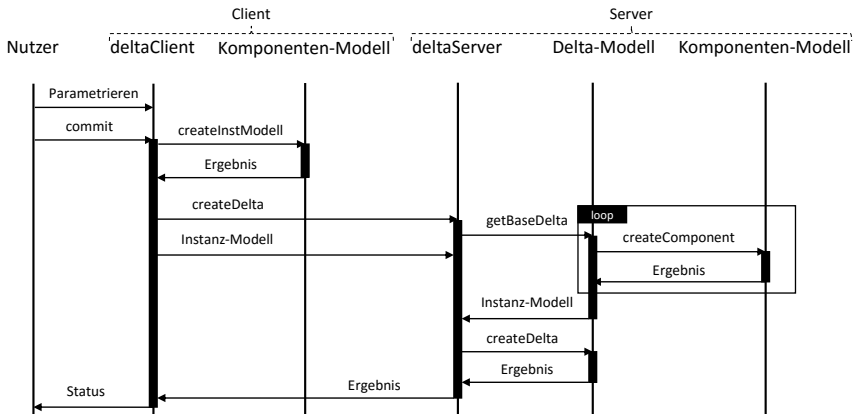 Client
Server
Nutzer
deltaClient
Komponenten-Modell
deltaServer
Delta-Modell
Komponenten-Modell
Parametrieren
commit
createInstModell
Ergebnis
createDelta
loop
getBaseDelta
createComponent
Instanz-Modell
Ergebnis
Instanz-Modell
createDelta
Ergebnis
Ergebnis
Status